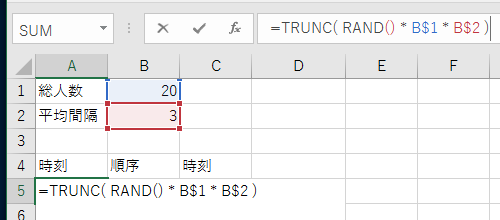 SUM =TRUNC( RAND() * B$1 * B$2 )
A B C D E F
1 総人数 20
2 平均間隔 3
3
4 時刻 順序 時刻
5 =TRUNC( RAND() * B$1 * B$2 )
6